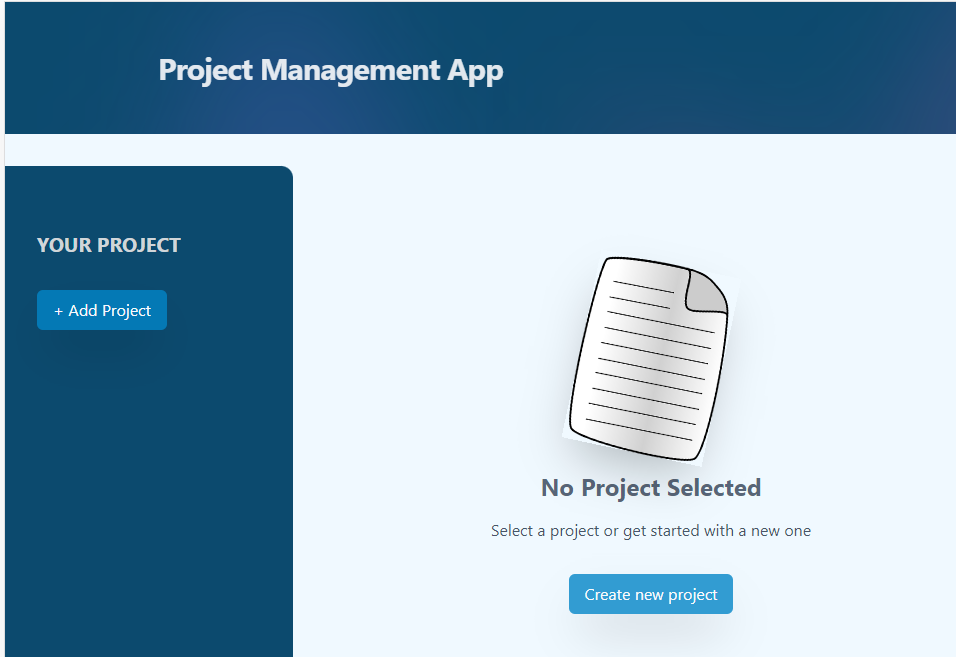 Project Management App
YOUR PROJECT
+ Add Project
No Project Selected
Select a project or get started with a new one
Create new project